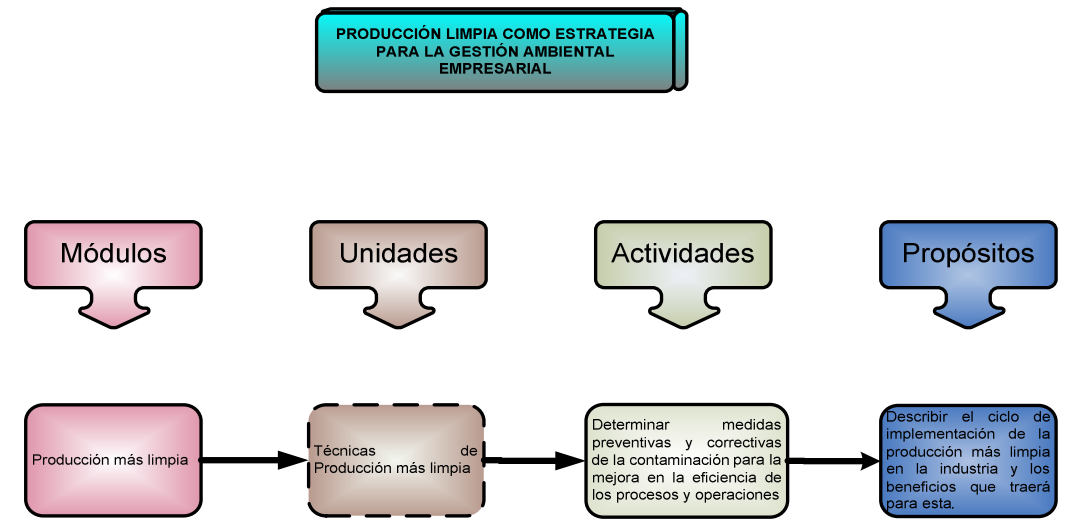 PRODUCCIÓN LIMPIA COMO ESTRATEGIA
PARA LA GESTIÓN AMBIENTAL
EMPRESARIAL
Módulos
Unidades
Actividades
Propósitos
Producción más limpia
Técnicas de
Producción más limpia
Determinar medidas
preventivas y correctivas
de la contaminación para la
mejora en la eficiencia de
los procesos y operaciones
Describir el ciclo de
implementación de la
producción más limpia
en la industria y los
beneficios que traerá
para esta.